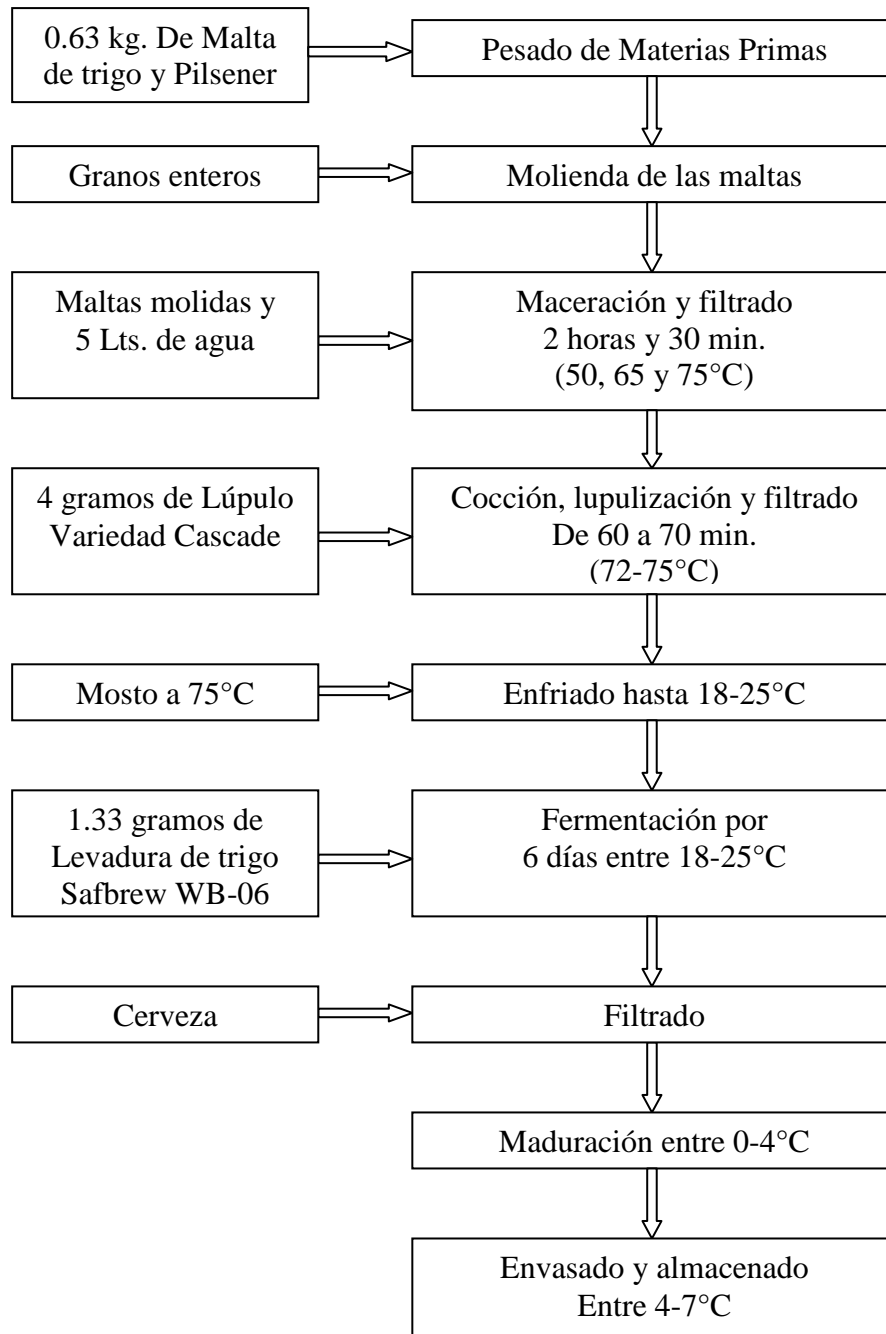 0.63 kg. De Malta
de trigo y Pilsener
Pesado de Materias Primas
Granos enteros
Molienda de las maltas
Maltas molidas y
5 Lts. de agua
Maceración y filtrado
2 horas y 30 min.
(50, 65 y 75°C)
4 gramos de Lúpulo
Variedad Cascade
Cocción, lupulización y filtrado
De 60 a 70 min.
(72-75°C)
Mosto a 75°C
Enfriado hasta 18-25°C
1.33 gramos de
Levadura de trigo
Safbrew WB-06
Fermentación por
6 días entre 18-25°C
Cerveza
Filtrado
Maduración entre 0-4°C
Envasado y almacenado
Entre 4-7°C